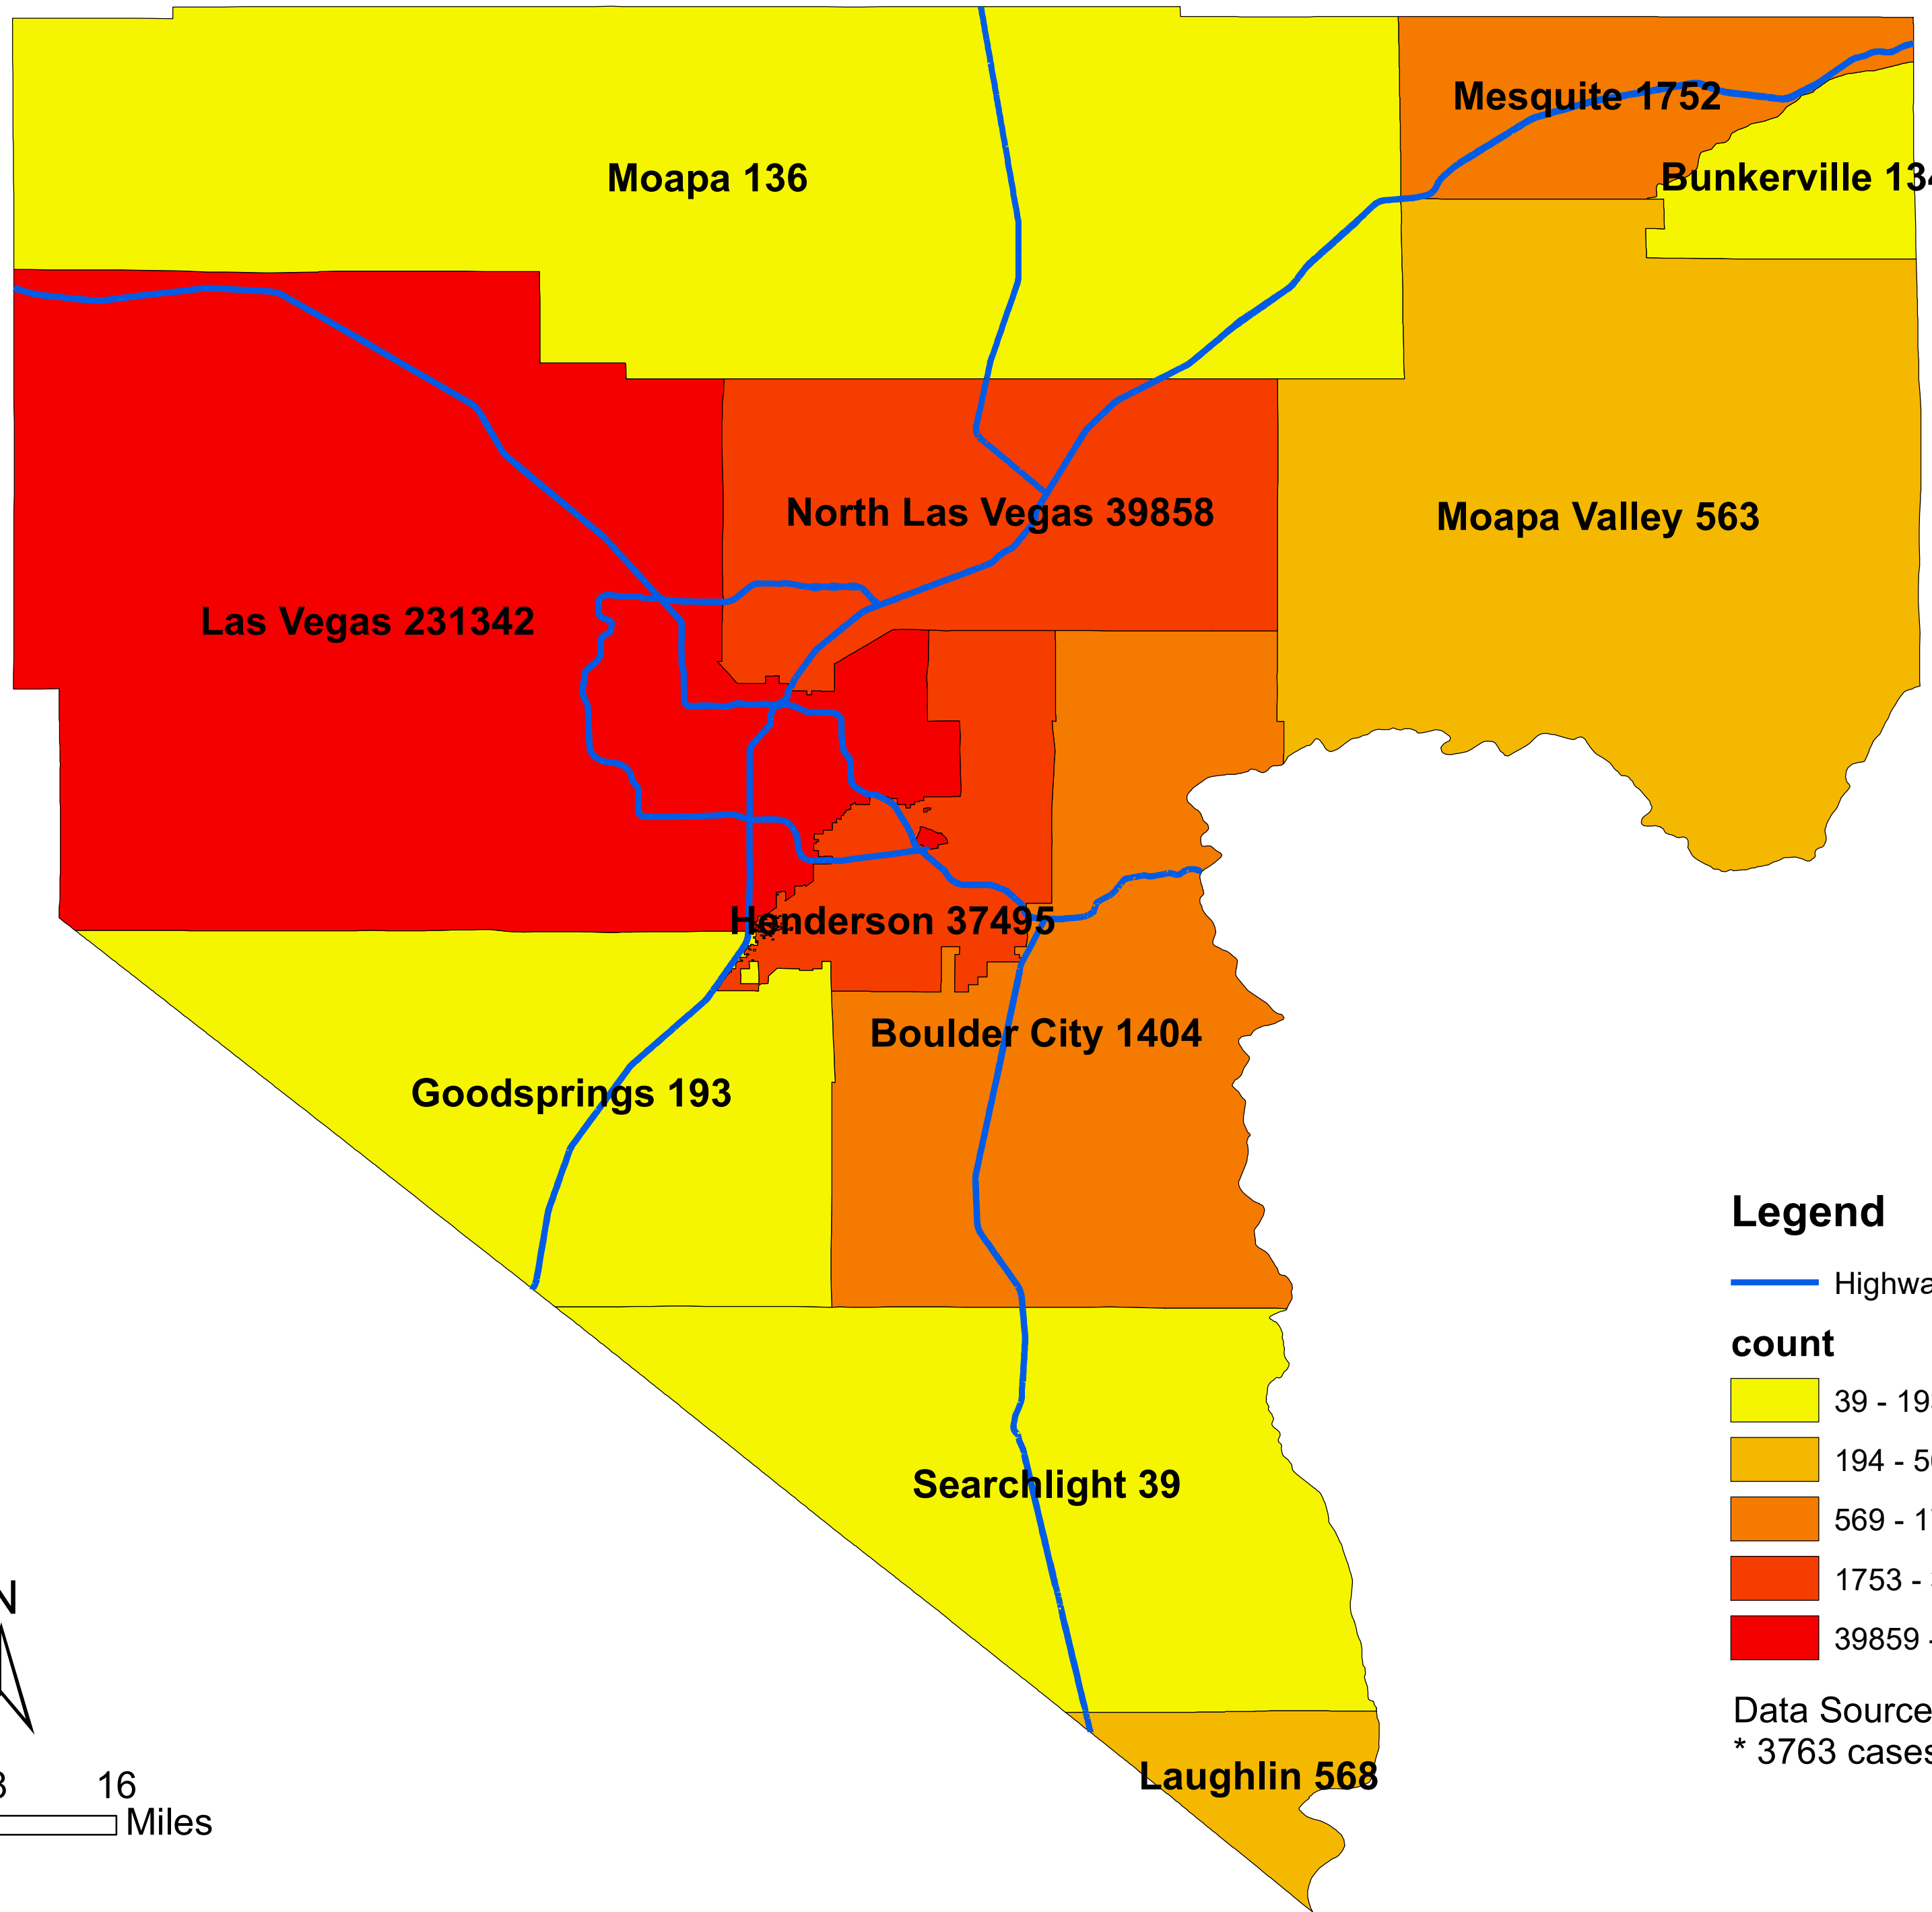 Mesquite 1752
Moapa 136
Bunkerville 134
North Las Vegas 39858
Moapa Valley 563
Las Vegas 231342
Henderson 37495
Boulder City 1404
Goodsprings 193
Searchlight 39
Laughlin 568
Legend
count
39 - 19
194 - 5
569 - 1
1753 -
39859 -
Data Source
* 3763 cases
N
16
Miles